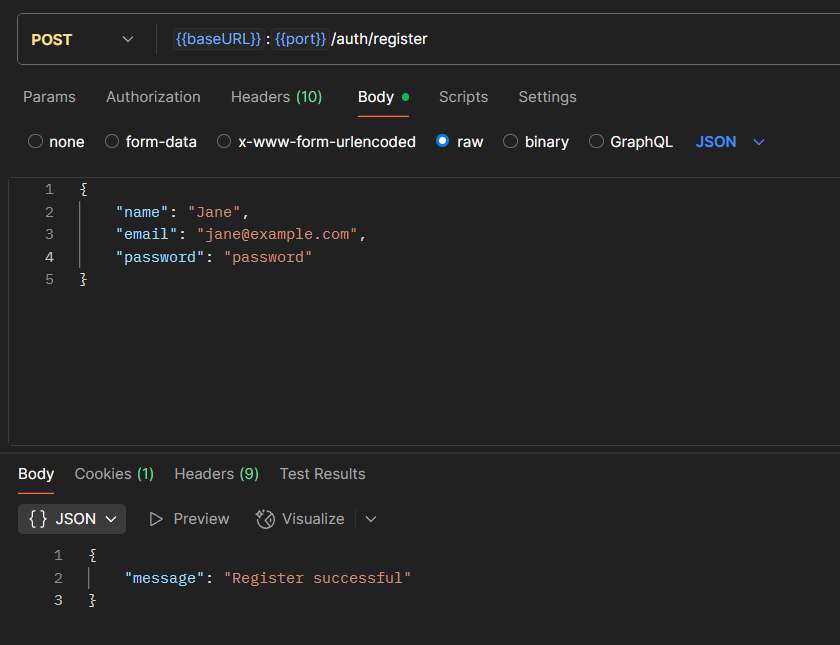 POST {{baseURL}}:{{port}}/auth/register
Params Authorization Headers (10) Body Scripts Settings
none form-data x-www-form-urlencoded raw binary GraphQL JSON
1 {
2 "name": "Jane",
3 "email": "jane@example.com",
4 "password": "password"
5 }
Body Cookies (1) Headers (9) Test Results
{} JSON Preview Visualize
1 {
2 "message": "Register successful"
3 }